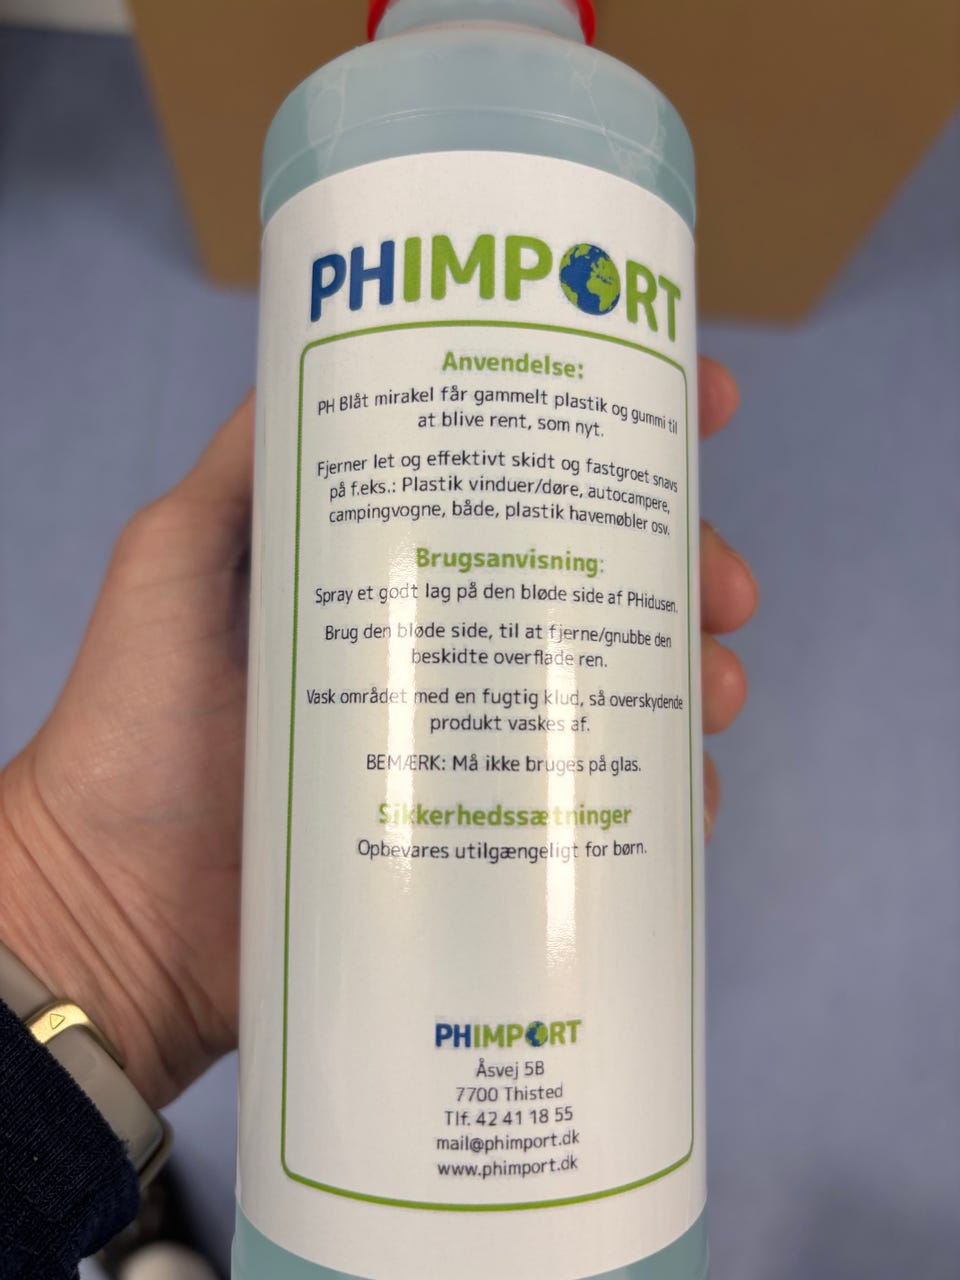 PHIMPORT
Anvendelse:
PH Blåt mirakel får gammelt plastik og gummi til
at blive rent, som nyt.
Fjerner let og effektivt skidt og fastgroet snavs
på f.eks.: Plastik vinduer/døre, autocampere,
campingvogne, både, plastik havemøbler osv.
Brugsanvisning:
Spray et godt lag på den bløde side af PHidusen.
Brug den bløde side, til at fjerne/gnubbe den
beskidte overflade ren.
Vask området med en fugtig klud, så overskydende
produkt vaskes af.
BEMÆRK: Må ikke bruges på glas.
Sikkerhedssætninger
Opbevares utilgængeligt for børn.
PHIMPORT
Åsvej 5B
7700 Thisted
Tlf. 42 41 18 55
mail@phimport.dk
www.phimport.dk